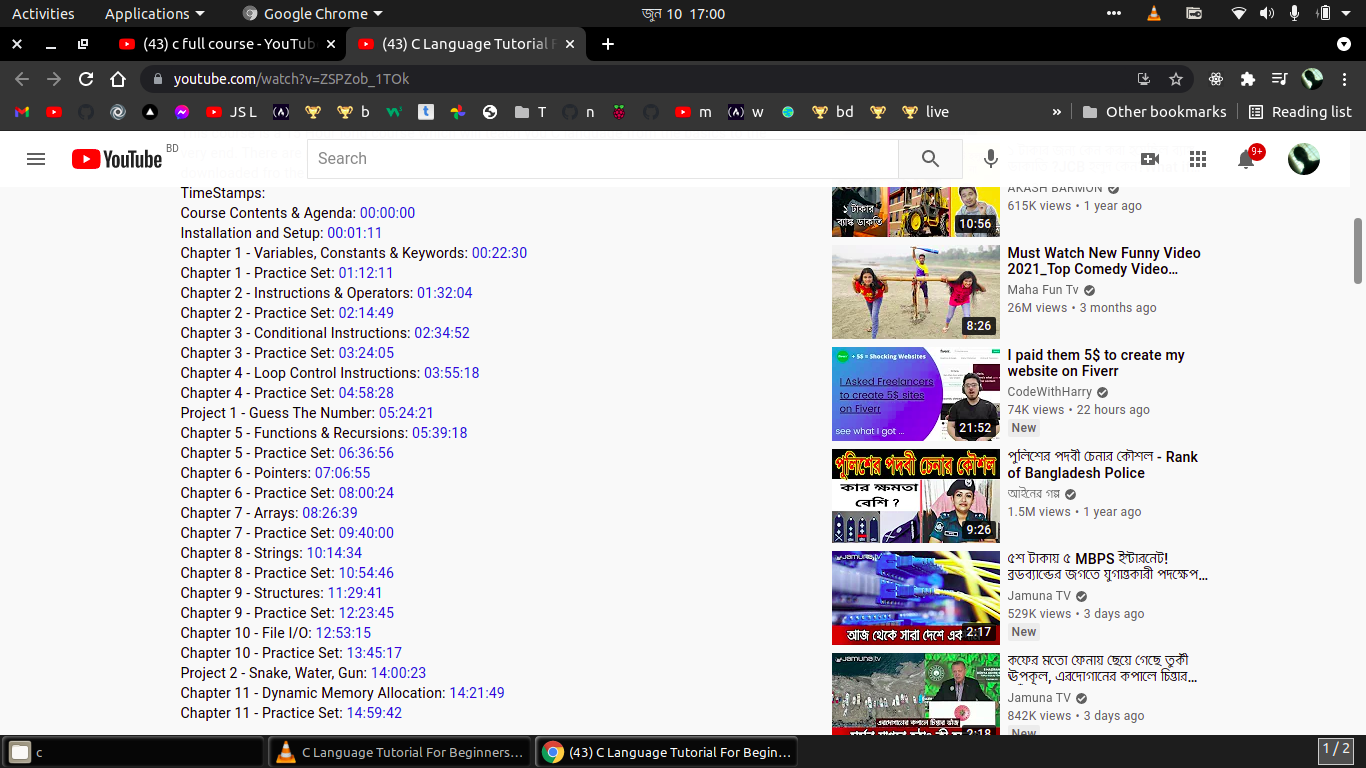 Activities Applications Google Chrome জুন 10 17:00
(43) c full course - YouTub (43) C Language Tutorial F
youtube.com/watch?v=ZSPZob_1TOk
JS L b T n m w bd live » Other bookmarks Reading list
YouTube BD Search 9+
TimeStamps:
Course Contents & Agenda: 00:00:00
Installation and Setup: 00:01:11
Chapter 1 - Variables, Constants & Keywords: 00:22:30
Chapter 1 - Practice Set: 01:12:11
Chapter 2 - Instructions & Operators: 01:32:04
Chapter 2 - Practice Set: 02:14:49
Chapter 3 - Conditional Instructions: 02:34:52
Chapter 3 - Practice Set: 03:24:05
Chapter 4 - Loop Control Instructions: 03:55:18
Chapter 4 - Practice Set: 04:58:28
Project 1 - Guess The Number: 05:24:21
Chapter 5 - Functions & Recursions: 05:39:18
Chapter 5 - Practice Set: 06:36:56
Chapter 6 - Pointers: 07:06:55
Chapter 6 - Practice Set: 08:00:24
Chapter 7 - Arrays: 08:26:39
Chapter 7 - Practice Set: 09:40:00
Chapter 8 - Strings: 10:14:34
Chapter 8 - Practice Set: 10:54:46
Chapter 9 - Structures: 11:29:41
Chapter 9 - Practice Set: 12:23:45
Chapter 10 - File I/O: 12:53:15
Chapter 10 - Practice Set: 13:45:17
Project 2 - Snake, Water, Gun: 14:00:23
Chapter 11 - Dynamic Memory Allocation: 14:21:49
Chapter 11 - Practice Set: 14:59:42
১ টাকার
ব্যাঙ্ক ডাকাতি
10:56
AKASH BARMON
615K views • 1 year ago
8:26
Must Watch New Funny Video
2021_Top Comedy Video...
Maha Fun Tv
26M views • 3 months ago
+ 5$ = Shocking Websites
I Asked Freelancers
to create 5$ sites
on Fiverr
see what I got ...
21:52
I paid them 5$ to create my
website on Fiverr
CodeWithHarry
74K views • 22 hours ago
New
পুলিশের পদবী চেনার কৌশল
কার ক্ষমতা
বেশি ?
9:26
পুলিশের পদবী চেনার কৌশল - Rank
of Bangladesh Police
আইনের গল্প
1.5M views • 1 year ago
jamuna tv
আজ থেকে সারা দেশে এক
2:17
৫শ টাকায় ৫ MBPS ইন্টারনেট!
ব্রডব্যান্ডের জগতে যুগান্তকারী পদক্ষেপ...
Jamuna TV
529K views • 3 days ago
New
jamuna tv
এরদোগানের কপালে চিন্তার ভাঁজ
2:18
কফের মতো ফেনায় ছেয়ে গেছে তুর্কী
উপকূল, এরদোগানের কপালে চিন্তার...
Jamuna TV
842K views • 3 days ago
New
c C Language Tutorial For Beginners... (43) C Language Tutorial For Begin... 1 / 2